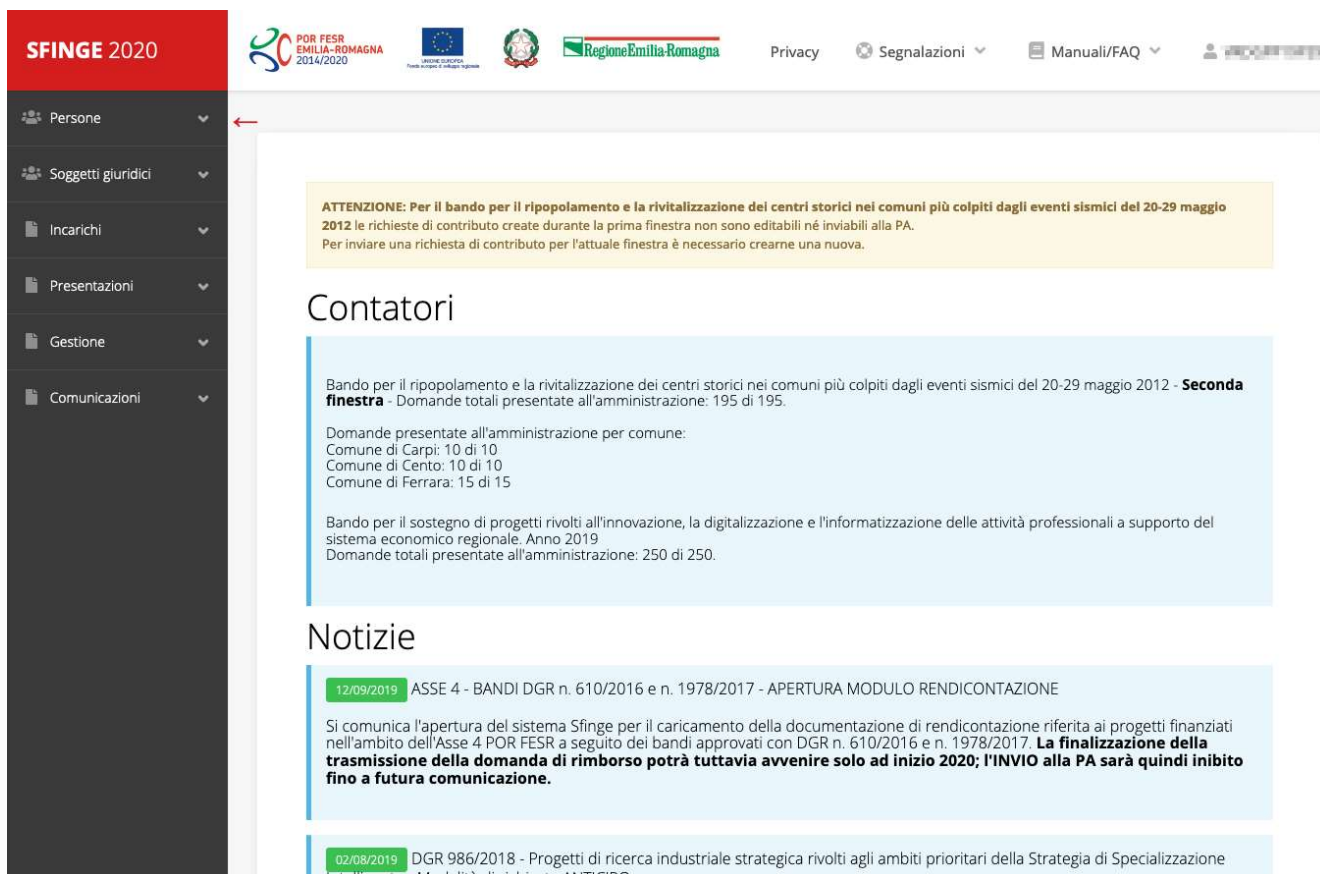 SFINGE 2020
POR FESR
EMILIA-ROMAGNA
2014/2020
UNIONE EUROPEA
Fondo europeo di sviluppo regionale
RegioneEmilia-Romagna
Privacy
Segnalazioni
Manuali/FAQ
Persone
←
Soggetti giuridici
Incarichi
Presentazioni
Gestione
Comunicazioni
ATTENZIONE: Per il bando per il ripopolamento e la rivitalizzazione dei centri storici nei comuni più colpiti dagli eventi sismici del 20-29 maggio
2012 le richieste di contributo create durante la prima finestra non sono editabili né inviabili alla PA.
Per inviare una richiesta di contributo per l'attuale finestra è necessario crearne una nuova.
Contatori
Bando per il ripopolamento e la rivitalizzazione dei centri storici nei comuni più colpiti dagli eventi sismici del 20-29 maggio 2012 - Seconda
finestra - Domande totali presentate all'amministrazione: 195 di 195.
Domande presentate all'amministrazione per comune:
Comune di Carpi: 10 di 10
Comune di Cento: 10 di 10
Comune di Ferrara: 15 di 15
Bando per il sostegno di progetti rivolti all'innovazione, la digitalizzazione e l'informatizzazione delle attività professionali a supporto del
sistema economico regionale. Anno 2019
Domande totali presentate all'amministrazione: 250 di 250.
Notizie
12/09/2019 ASSE 4 - BANDI DGR n. 610/2016 e n. 1978/2017 - APERTURA MODULO RENDICONTAZIONE
Si comunica l'apertura del sistema Sfinge per il caricamento della documentazione di rendicontazione riferita ai progetti finanziati
nell'ambito dell'Asse 4 POR FESR a seguito dei bandi approvati con DGR n. 610/2016 e n. 1978/2017. La finalizzazione della
trasmissione della domanda di rimborso potrà tuttavia avvenire solo ad inizio 2020; l'INVIO alla PA sarà quindi inibito
fino a futura comunicazione.
02/08/2019 DGR 986/2018 - Progetti di ricerca industriale strategica rivolti agli ambiti prioritari della Strategia di Specializzazione